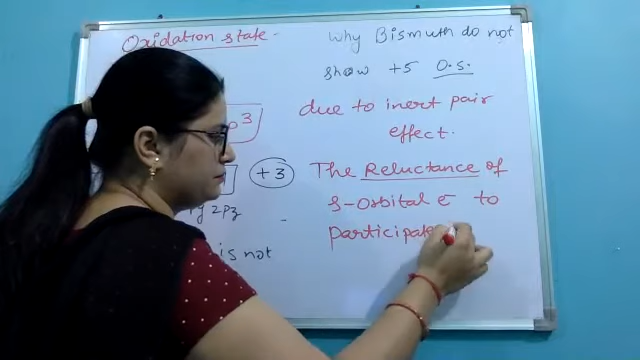 Oxidation state -
p3
+3
2pz
is not
why Bismuth do not
show +5 O.s.
due to inert pair
effect.
The Reluctance of
s-orbital e- to
participate